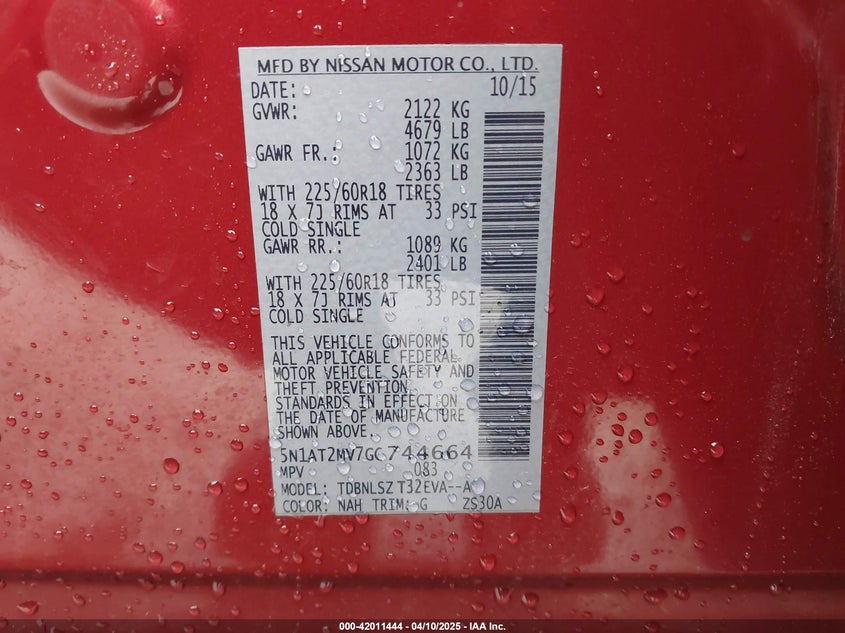 MFD BY NISSAN MOTOR CO., LTD.
DATE: 10/15
GVWR: 2122 KG
4679 LB
GAWR FR.: 1072 KG
2363 LB
WITH 225/60R18 TIRES
18 X 7J RIMS AT 33 PSI
COLD SINGLE
GAWR RR.: 1089 KG
2401 LB
WITH 225/60R18 TIRES
18 X 7J RIMS AT 33 PSI
COLD SINGLE
THIS VEHICLE CONFORMS TO
ALL APPLICABLE FEDERAL
MOTOR VEHICLE SAFETY AND
THEFT PREVENTION
STANDARDS IN EFFECT ON
THE DATE OF MANUFACTURE
SHOWN ABOVE.
5N1AT2MV7GC744664
MPV 083
MODEL: TDBNLSZ T32EVA--A
COLOR: NAH TRIM: G ZS30A
000-42011444 - 04/10/2025 - IAA Inc.